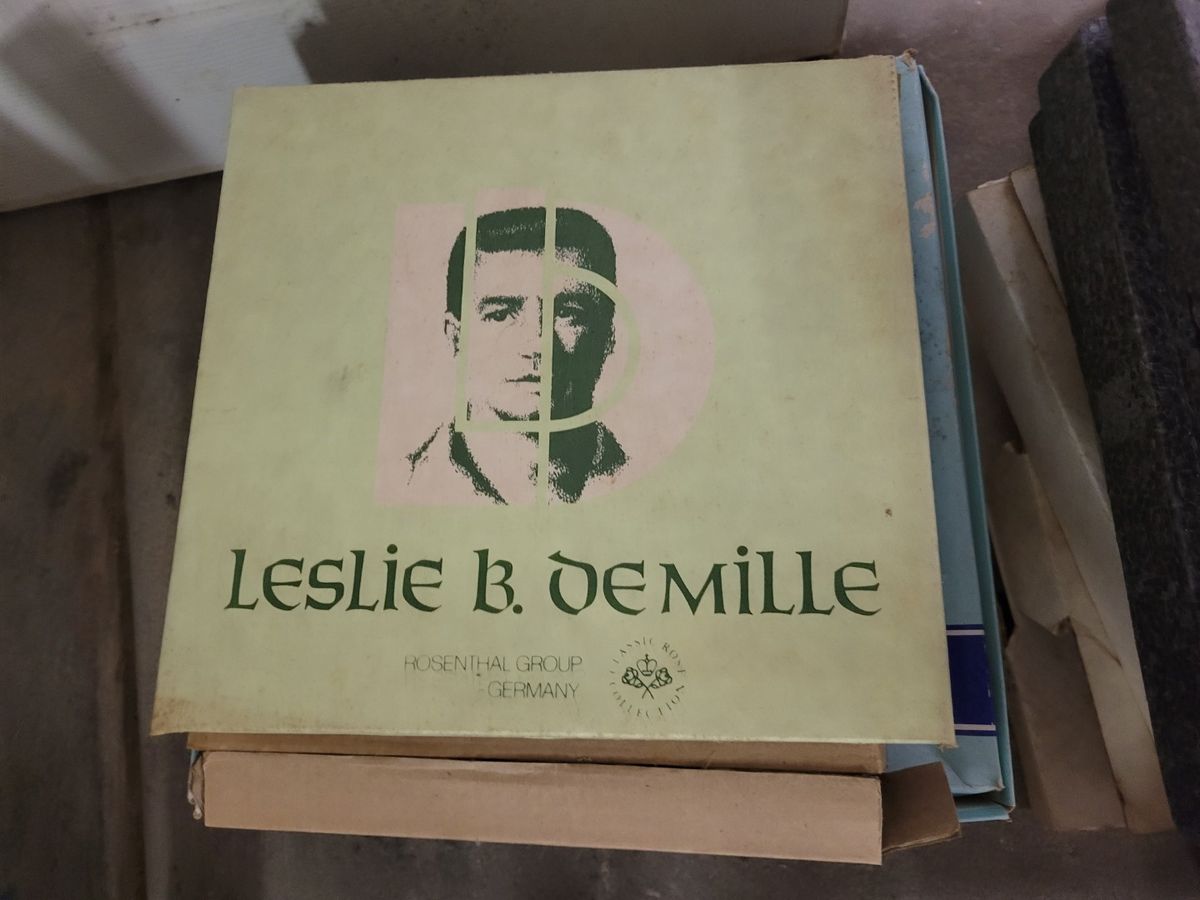 LESLIE B. DEMILLE
ROSENTHAL GROUP
GERMANY
CLASSIC ROSE
COLLECTION